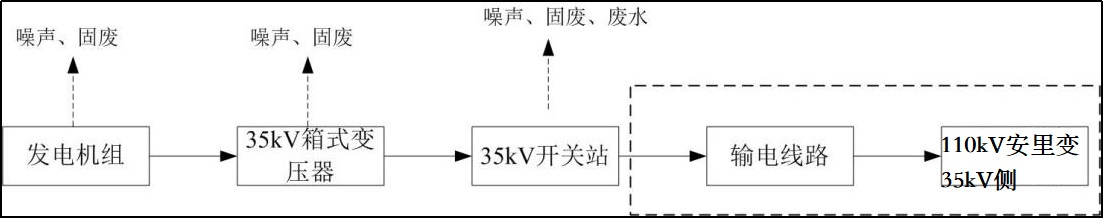 噪声、固废
噪声、固废
噪声、固废、废水
发电机组
35kV箱式变
压器
35kV开关站
输电线路
110kV安里变
35kV侧